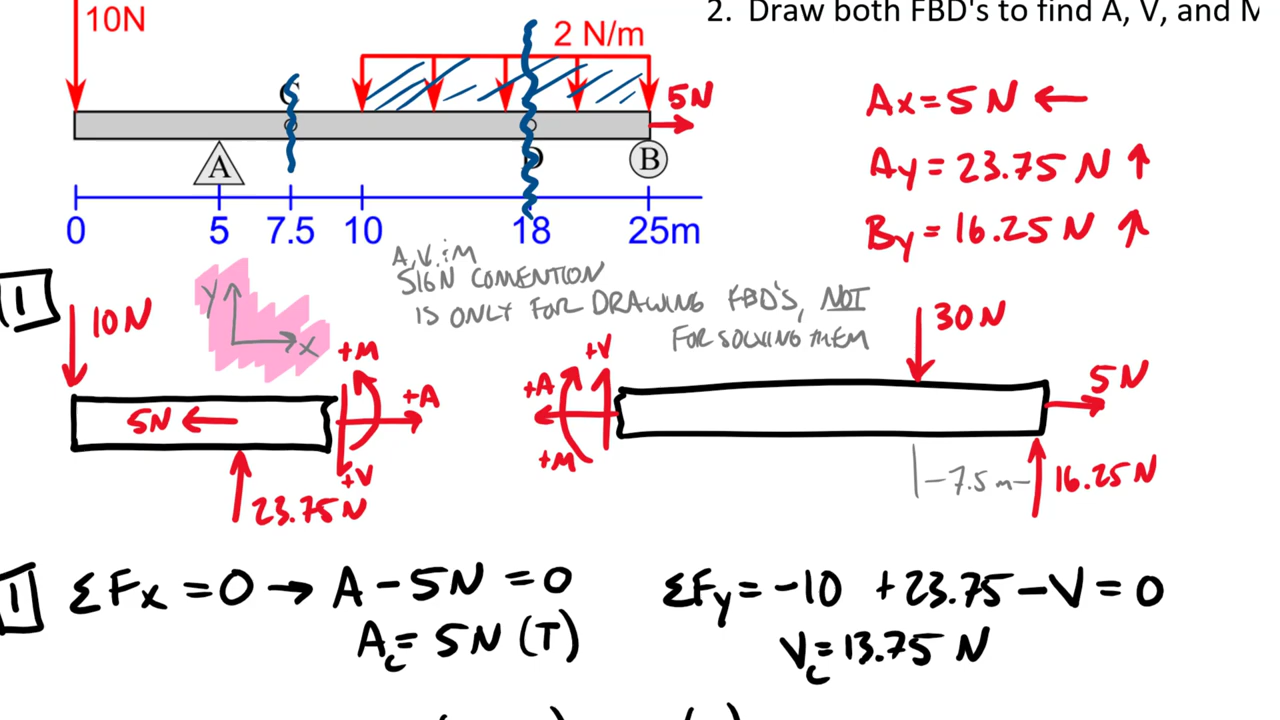 10N
2. Draw both FBD's to find A, V, and M
2 N/m
C
5N
D
A
B
0 5 7.5 10 18 25m
Ax = 5 N ←
Ay = 23.75 N ↑
By = 16.25 N ↑
A, V, & M
SIGN CONVENTION
IS ONLY FOR DRAWING FBD'S, NOT
FOR SOLVING THEM
1
10N
y
x
+M
+A
5N ←
+V
23.75N
+V
+A
+M
30N
5N
7.5 m
16.25N
1
ΣFx = 0 → A - 5N = 0
Ac = 5N (T)
ΣFy = -10 + 23.75 - V = 0
Vc = 13.75 N